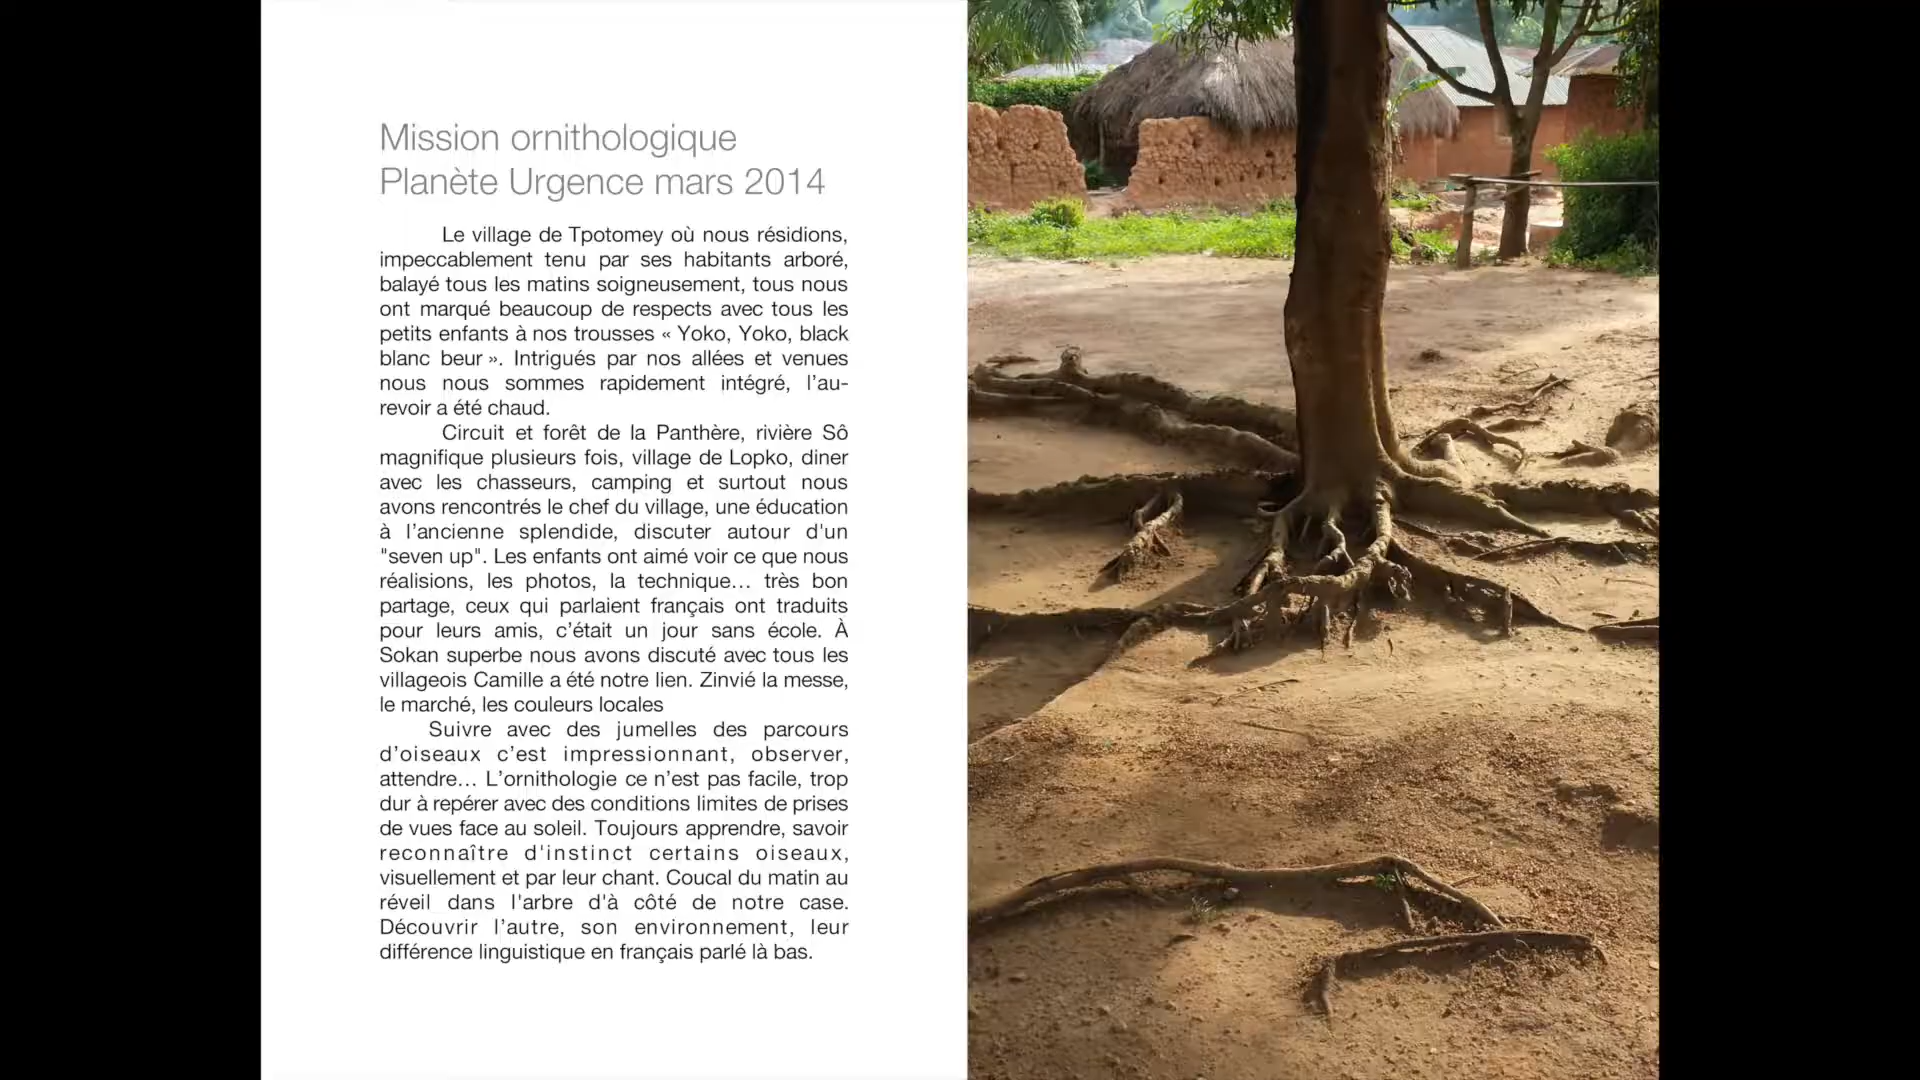 Mission ornithologique
Planète Urgence mars 2014
Le village de Tpotomey où nous résidions,
impeccablement tenu par ses habitants arboré,
balayé tous les matins soigneusement, tous nous
ont marqué beaucoup de respects avec tous les
petits enfants à nos trousses « Yoko, Yoko, black
blanc beur ». Intrigués par nos allées et venues
nous nous sommes rapidement intégré, l’au-
revoir a été chaud.
Circuit et forêt de la Panthère, rivière Sô
magnifique plusieurs fois, village de Lopko, diner
avec les chasseurs, camping et surtout nous
avons rencontrés le chef du village, une éducation
à l’ancienne splendide, discuter autour d'un
"seven up". Les enfants ont aimé voir ce que nous
réalisions, les photos, la technique… très bon
partage, ceux qui parlaient français ont traduits
pour leurs amis, c’était un jour sans école. À
Sokan superbe nous avons discuté avec tous les
villageois Camille a été notre lien. Zinvié la messe,
le marché, les couleurs locales
Suivre avec des jumelles des parcours
d’oiseaux c’est impressionnant, observer,
attendre… L’ornithologie ce n’est pas facile, trop
dur à repérer avec des conditions limites de prises
de vues face au soleil. Toujours apprendre, savoir
reconnaître d'instinct certains oiseaux,
visuellement et par leur chant. Coucal du matin au
réveil dans l'arbre d'à côté de notre case.
Découvrir l’autre, son environnement, leur
différence linguistique en français parlé là bas.